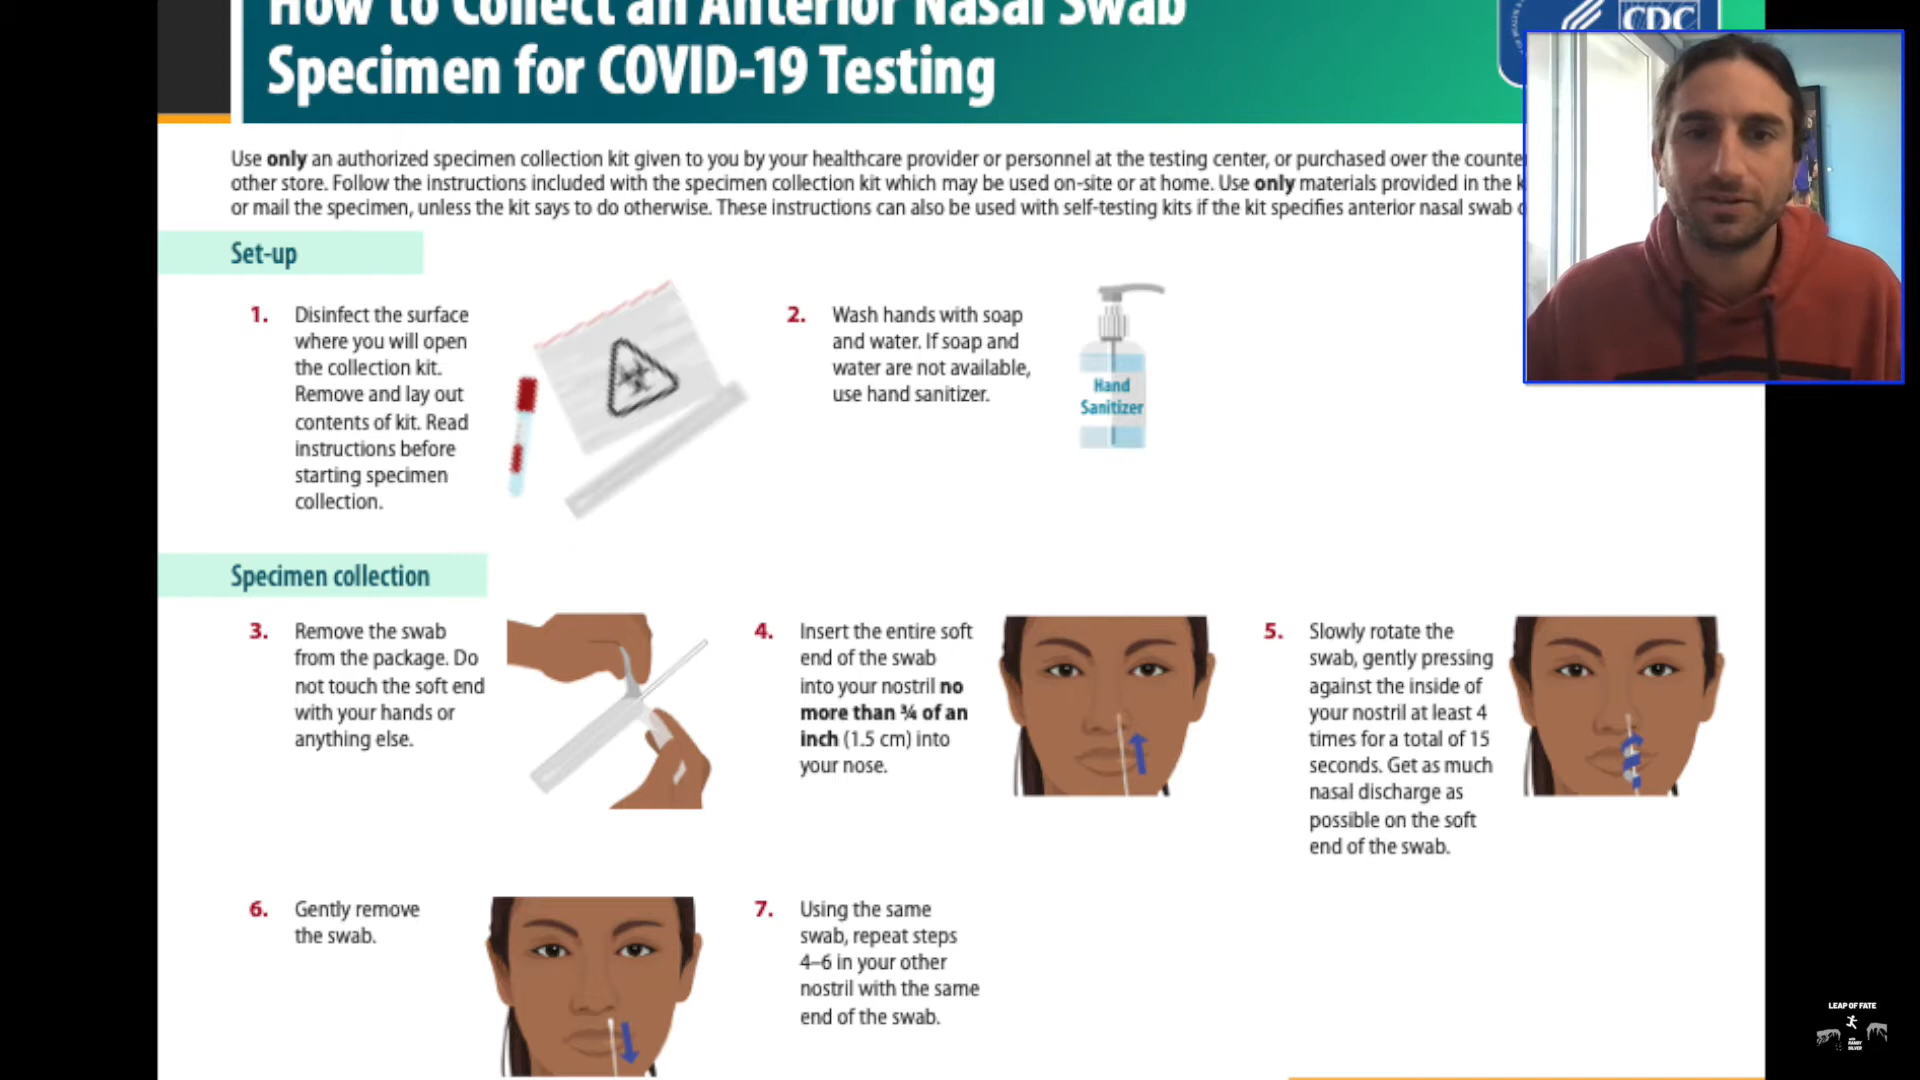 How to Collect an Anterior Nasal Swab
Specimen for COVID-19 Testing
CDC
Use only an authorized specimen collection kit given to you by your healthcare provider or personnel at the testing center, or purchased over the counte
other store. Follow the instructions included with the specimen collection kit which may be used on-site or at home. Use only materials provided in the k
or mail the specimen, unless the kit says to do otherwise. These instructions can also be used with self-testing kits if the kit specifies anterior nasal swab
Set-up
1. Disinfect the surface
where you will open
the collection kit.
Remove and lay out
contents of kit. Read
instructions before
starting specimen
collection.
2. Wash hands with soap
and water. If soap and
water are not available,
use hand sanitizer.
Hand
Sanitizer
Specimen collection
3. Remove the swab
from the package. Do
not touch the soft end
with your hands or
anything else.
4. Insert the entire soft
end of the swab
into your nostril no
more than ¾ of an
inch (1.5 cm) into
your nose.
5. Slowly rotate the
swab, gently pressing
against the inside of
your nostril at least 4
times for a total of 15
seconds. Get as much
nasal discharge as
possible on the soft
end of the swab.
6. Gently remove
the swab.
7. Using the same
swab, repeat steps
4–6 in your other
nostril with the same
end of the swab.
LEAP OF FATE
WITH
RANDY
SILVER